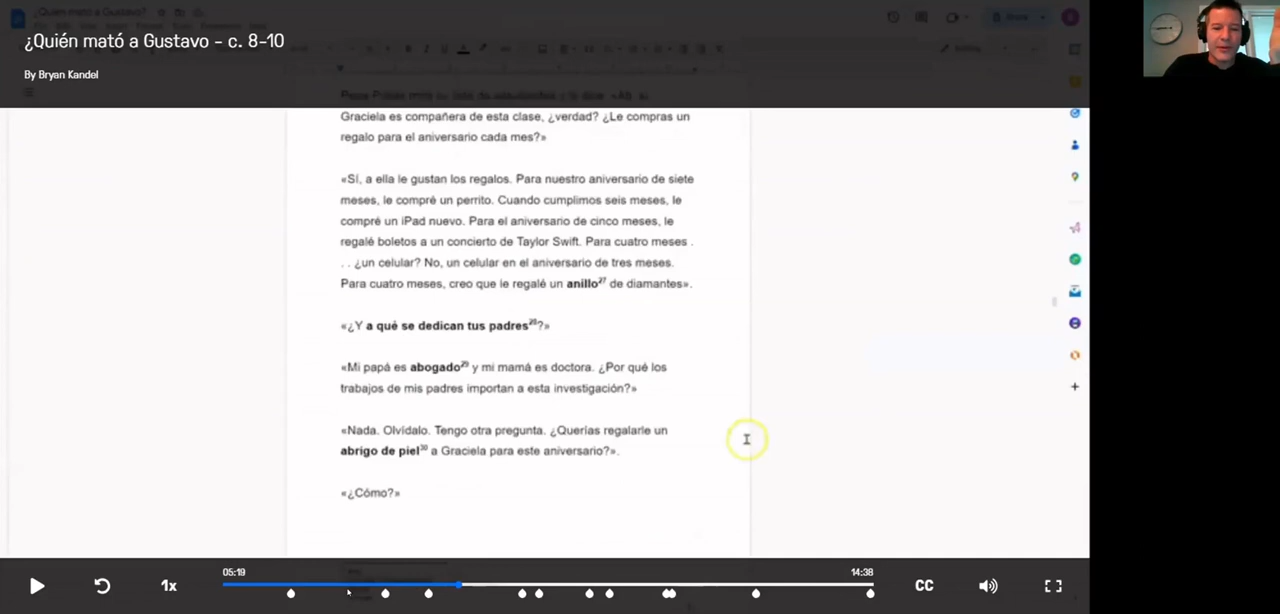 ¿Quién mató a Gustavo?
¿Quién mató a Gustavo - c. 8-10
By Bryan Kandel
Share
Graciela es compañera de esta clase, ¿verdad? ¿Le compras un
regalo para el aniversario cada mes?»
«Sí, a ella le gustan los regalos. Para nuestro aniversario de siete
meses, le compré un perrito. Cuando cumplimos seis meses, le
compré un iPad nuevo. Para el aniversario de cinco meses, le
regalé boletos a un concierto de Taylor Swift. Para cuatro meses .
. . ¿un celular? No, un celular en el aniversario de tres meses.
Para cuatro meses, creo que le regalé un anillo27 de diamantes».
«¿Y a qué se dedican tus padres28?»
«Mi papá es abogado29 y mi mamá es doctora. ¿Por qué los
trabajos de mis padres importan a esta investigación?»
«Nada. Olvídalo. Tengo otra pregunta. ¿Querías regalarle un
abrigo de piel30 a Graciela para este aniversario?».
«¿Cómo?»
05:19
14:38
1x
CC